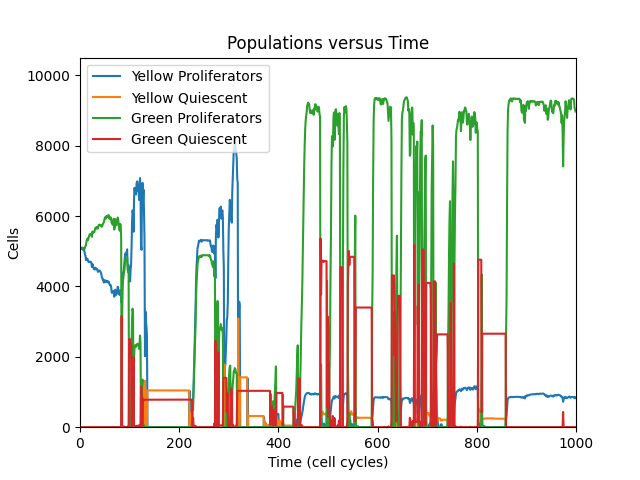 Populations versus Time
Yellow Proliferators
Yellow Quiescent
Green Proliferators
Green Quiescent
10000
8000
6000
4000
2000
0
Cells
0 200 400 600 800 1000
Time (cell cycles)